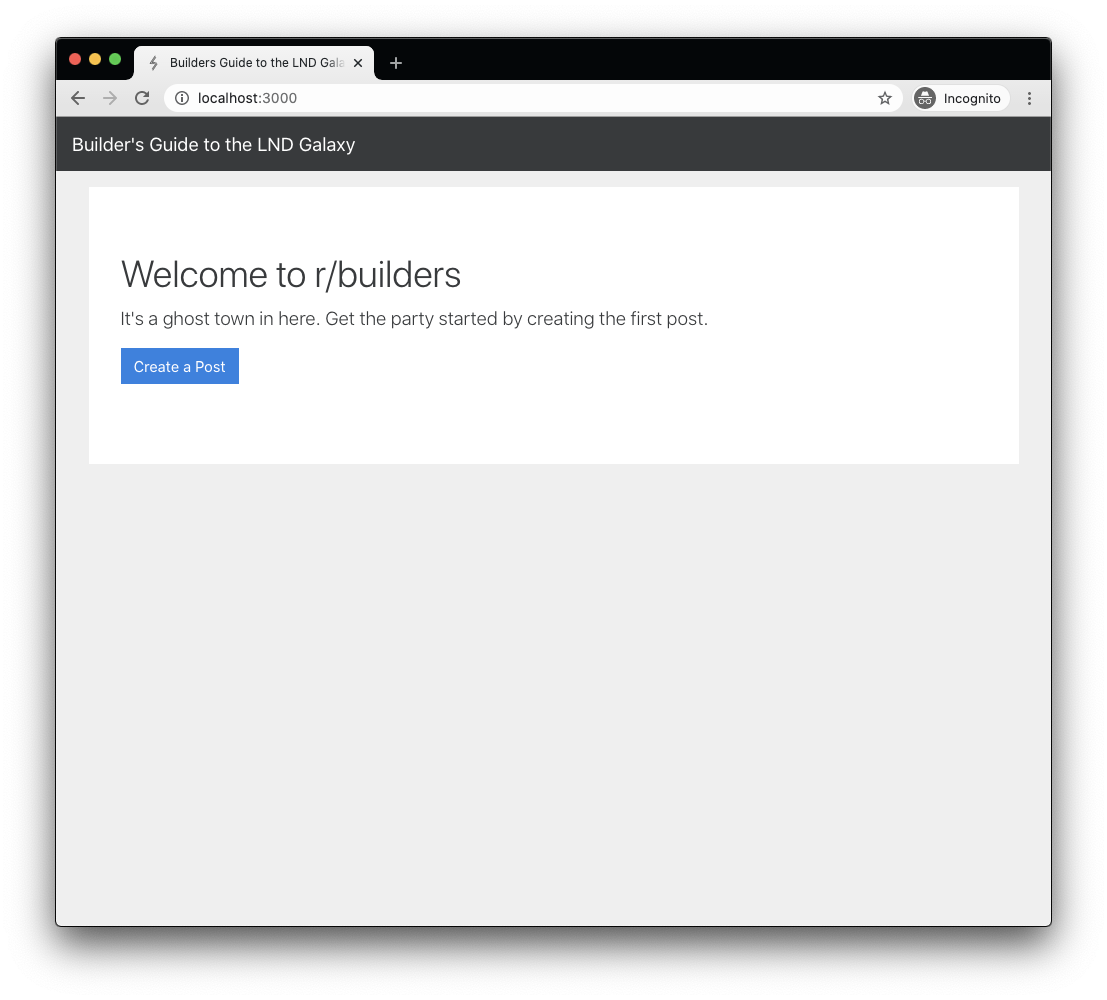 Builders Guide to the LND Gala
localhost:3000
Incognito
Builder's Guide to the LND Galaxy
Welcome to r/builders
It's a ghost town in here. Get the party started by creating the first post.
Create a Post